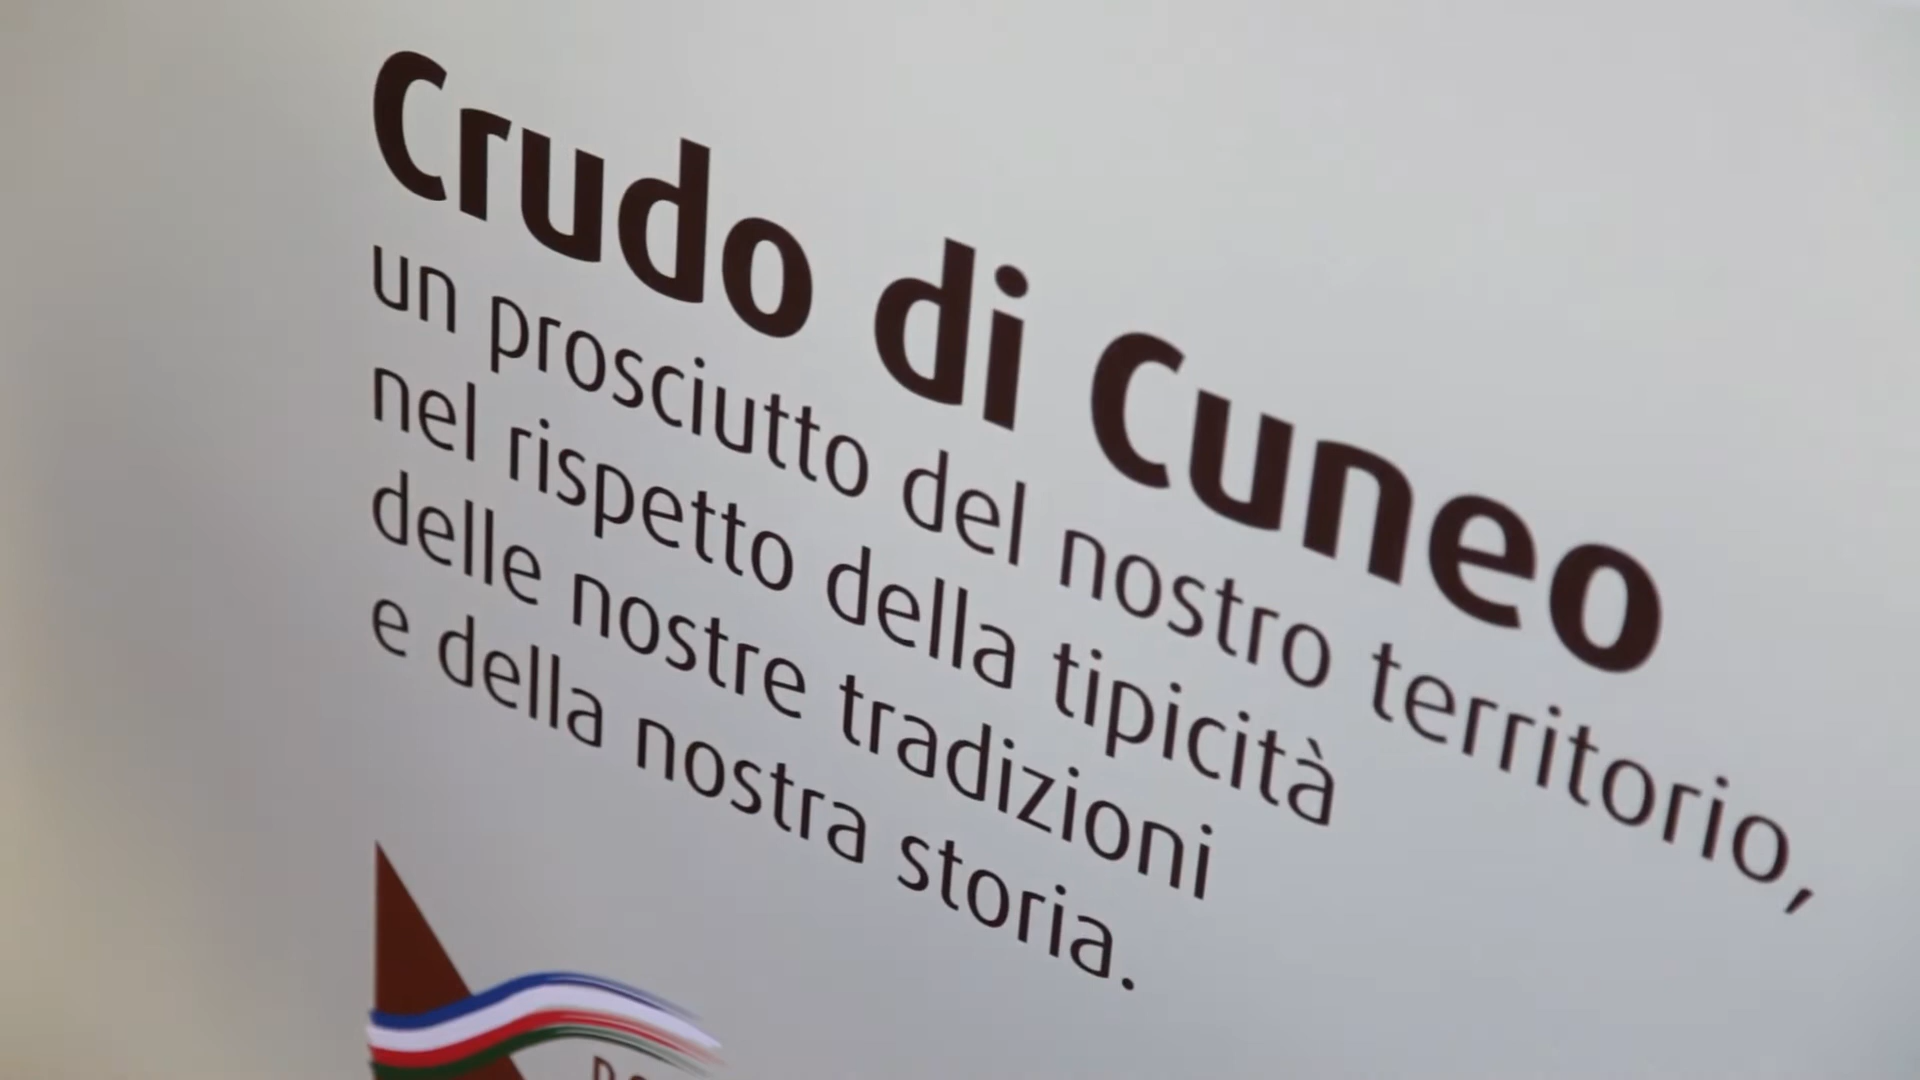 Crudo di Cuneo
un prosciutto del nostro territorio,
nel rispetto della tipicità
delle nostre tradizioni
e della nostra storia.